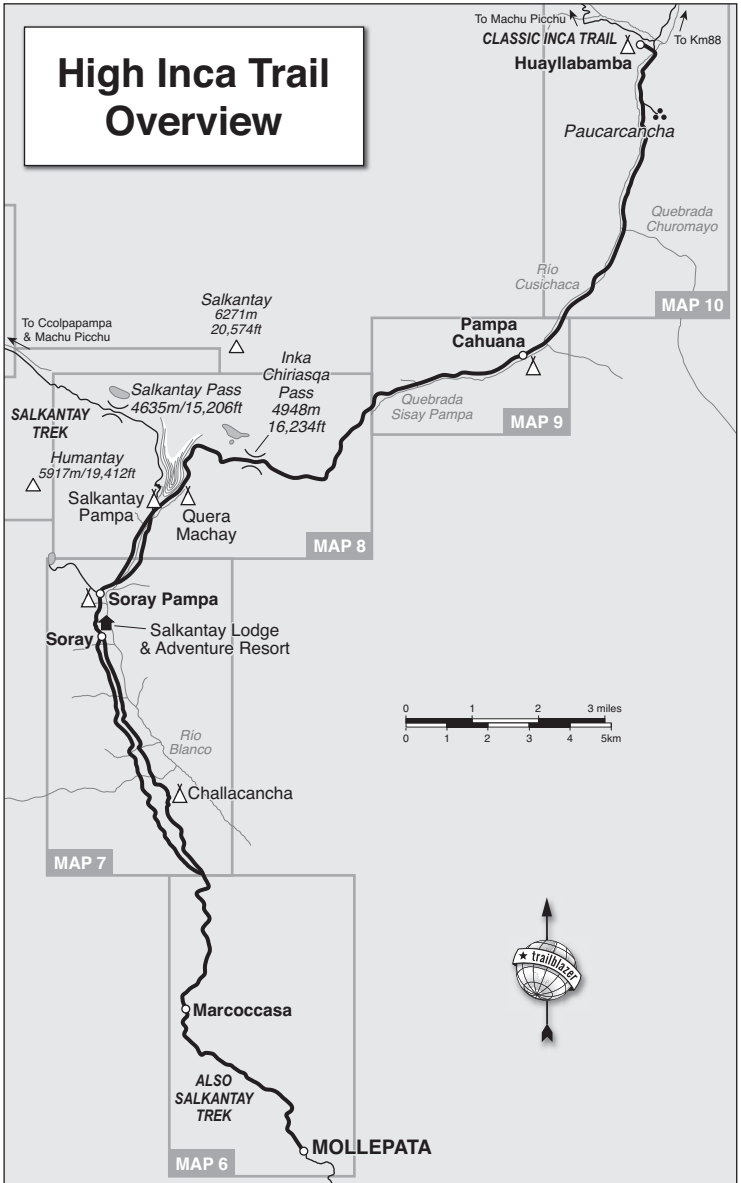 High Inca Trail
Overview
To Machu Picchu
CLASSIC INCA TRAIL
To Km88
Huayllabamba
Paucarcancha
Quebrada
Churomayo
Río
Cusichaca
MAP 10
Salkantay
6271m
20,574ft
To Ccolpapampa
& Machu Picchu
Pampa
Cahuana
Inka
Chiriasqa
Pass
4948m
16,234ft
Salkantay Pass
4635m/15,206ft
SALKANTAY
TREK
Quebrada
Sisay Pampa
MAP 9
Humantay
5917m/19,412ft
Salkantay
Pampa
Quera
Machay
MAP 8
Soray Pampa
Soray
Salkantay Lodge
& Adventure Resort
0 1 2 3 miles
0 1 2 3 4 5km
Río
Blanco
Challacancha
MAP 7
trailblazer
Marcoccasa
ALSO
SALKANTAY
TREK
MOLLEPATA
MAP 6